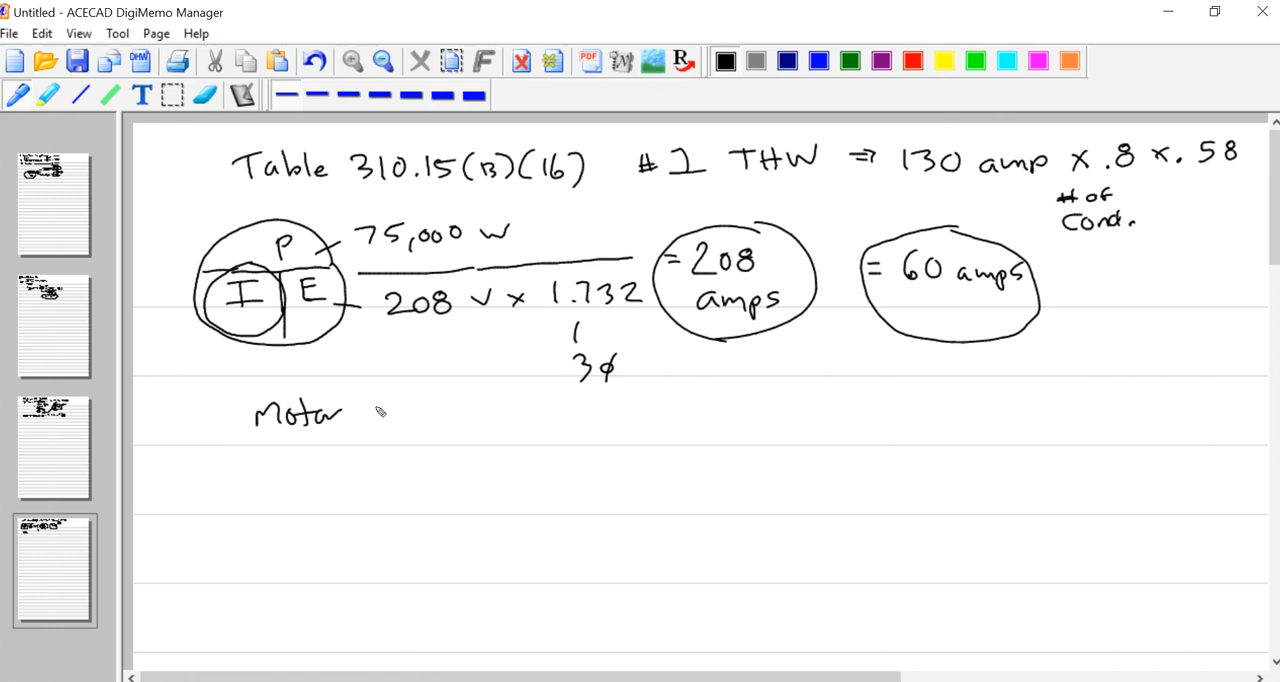 Untitled - ACECAD DigiMemo Manager
File Edit View Tool Page Help
Table 310.15(B)(16) #1 THW ⇒ 130 amp x .8 x .58
# of
Cond.
P 75,000 W
I E 208 V x 1.732
= 208
amps
= 60 amps
3φ
Motor